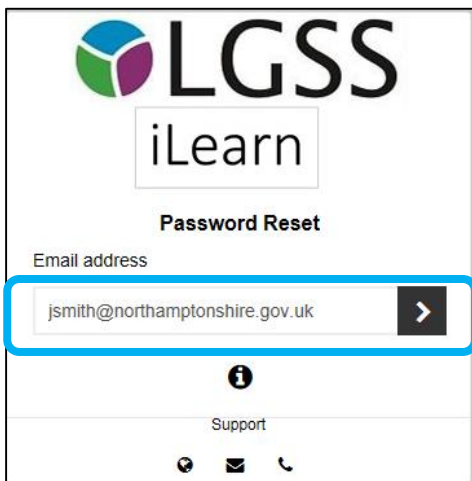 LGSS
iLearn
Password Reset
Email address
jsmith@northamptonshire.gov.uk
Support